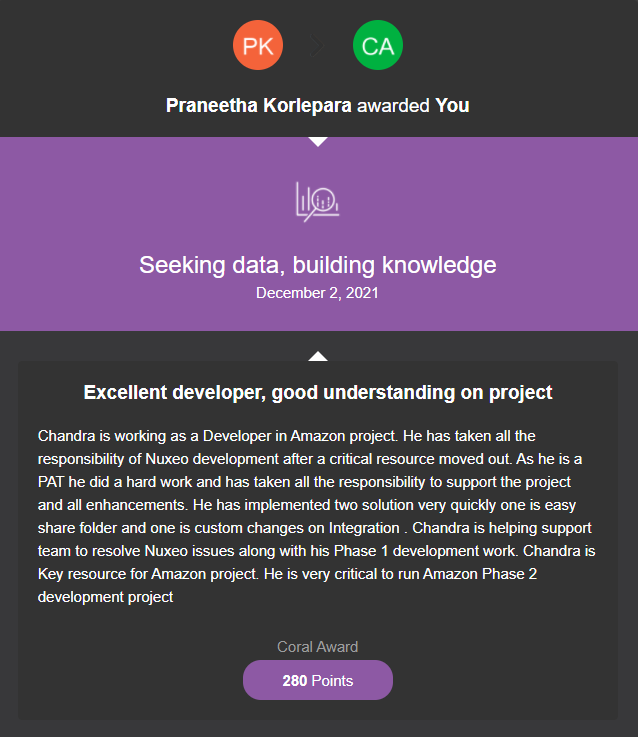 PK
CA
Praneetha Korlepara awarded You
Seeking data, building knowledge
December 2, 2021
Excellent developer, good understanding on project
Chandra is working as a Developer in Amazon project. He has taken all the
responsibility of Nuxeo development after a critical resource moved out. As he is a
PAT he did a hard work and has taken all the responsibility to support the project
and all enhancements. He has implemented two solution very quickly one is easy
share folder and one is custom changes on Integration . Chandra is helping support
team to resolve Nuxeo issues along with his Phase 1 development work. Chandra is
Key resource for Amazon project. He is very critical to run Amazon Phase 2
development project
Coral Award
280 Points